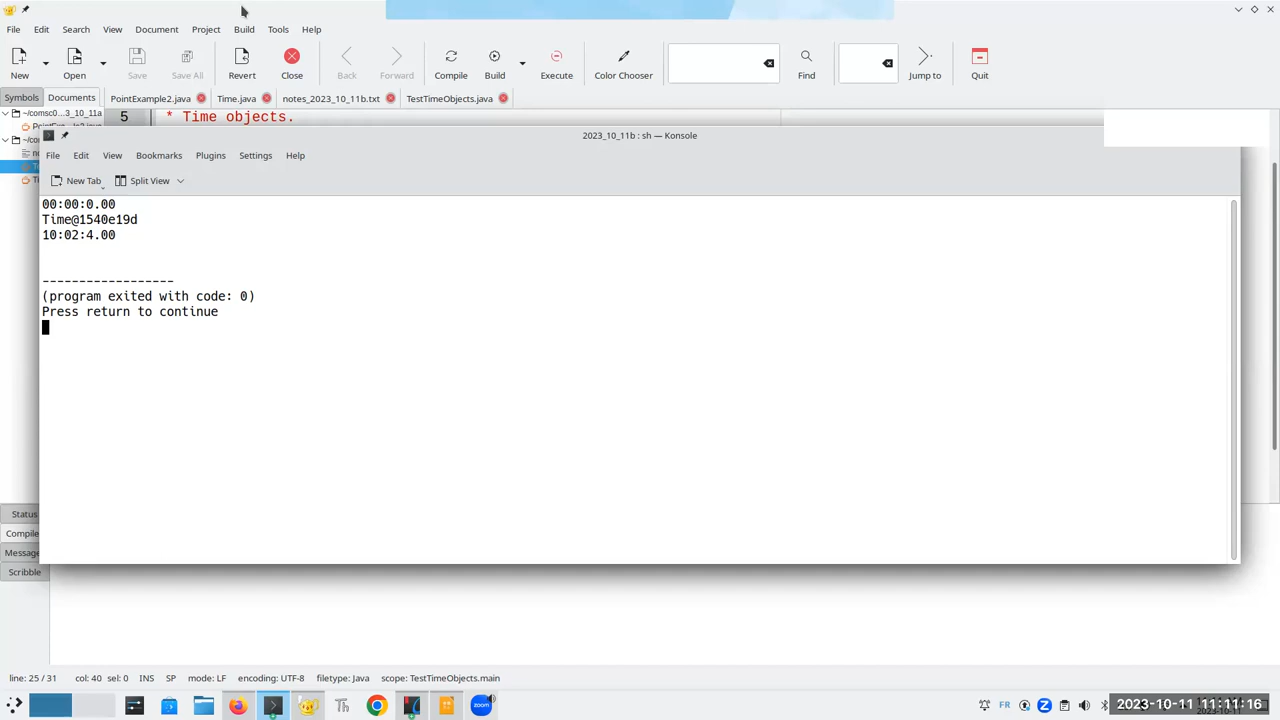 File Edit Search View Document Project Build Tools Help
New Open Save Save All Revert Close Back Forward Compile Build Execute Color Chooser Find Jump to Quit
Symbols Documents PointExample2.java Time.java notes_2023_10_11b.txt TestTimeObjects.java
~/comsc0...3_10_11a
5 * Time objects.
2023_10_11b : sh — Konsole
File Edit View Bookmarks Plugins Settings Help
New Tab Split View
00:00:0.00
Time@1540e19d
10:02:4.00
------------------
(program exited with code: 0)
Press return to continue
Status
Compile
Message
Scribble
line: 25 / 31 col: 40 sel: 0 INS SP mode: LF encoding: UTF-8 filetype: Java scope: TestTimeObjects.main
Th zoom FR 2023-10-11 11:11:16